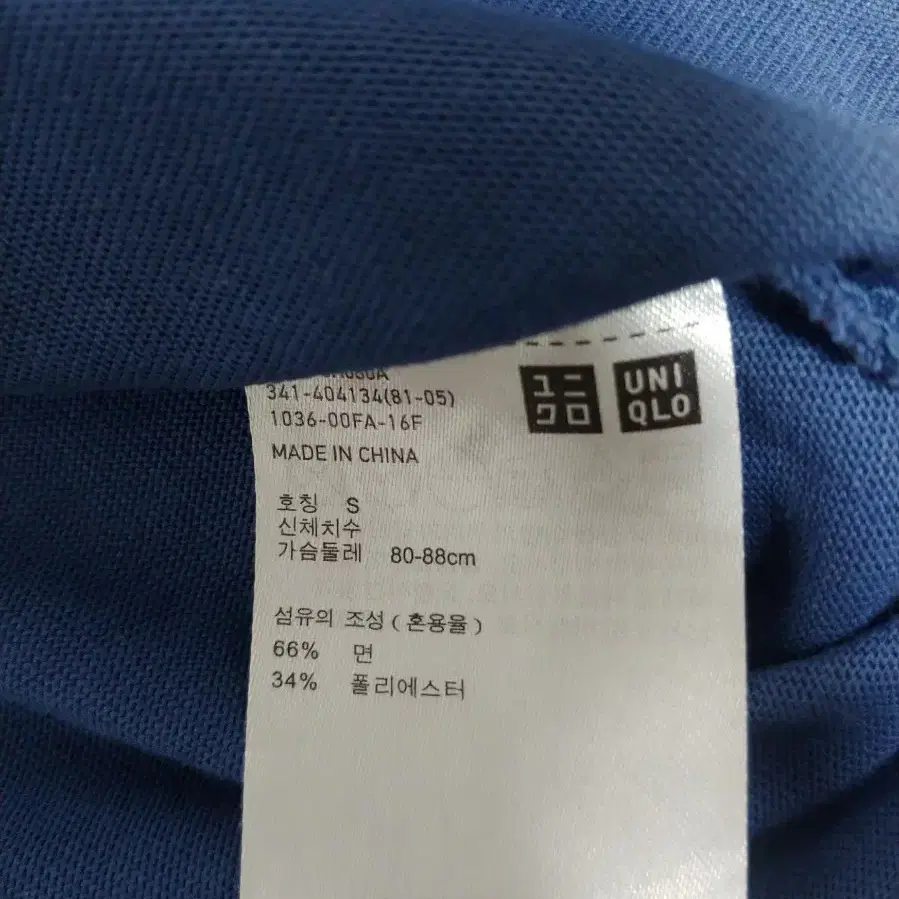 341-404134(81-05)
1036-00FA-16F
MADE IN CHINA
ユニ
クロ
UNI
QLO
호칭 S
신체치수
가슴둘레 80-88cm
섬유의 조성 ( 혼용율 )
66% 면
34% 폴리에스터